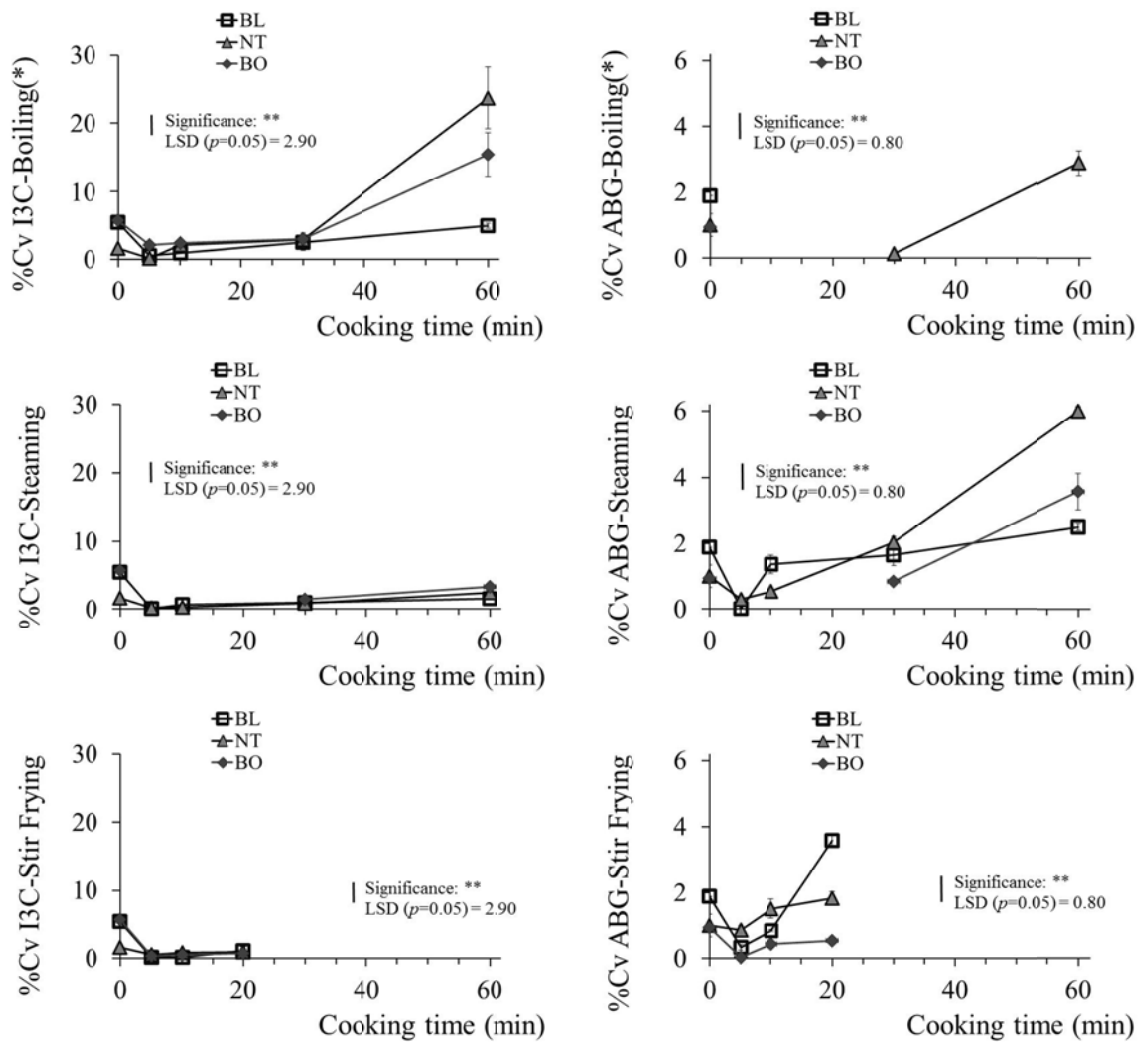 BL
NT
BO
%Cv I3C-Boiling(*)
30
20
10
0
Significance: **
LSD (p=0.05) = 2.90
0 20 40 60
Cooking time (min)
BL
NT
BO
%Cv ABG-Boiling(*)
6
4
2
0
Significance: **
LSD (p=0.05) = 0.80
0 20 40 60
Cooking time (min)
BL
NT
BO
%Cv I3C-Steaming
30
20
10
0
Significance: **
LSD (p=0.05) = 2.90
0 20 40 60
Cooking time (min)
BL
NT
BO
%Cv ABG-Steaming
6
4
2
0
Significance: **
LSD (p=0.05) = 0.80
0 20 40 60
Cooking time (min)
BL
NT
BO
%Cv I3C-Stir Frying
30
20
10
0
Significance: **
LSD (p=0.05) = 2.90
0 20 40 60
Cooking time (min)
BL
NT
BO
%Cv ABG-Stir Frying
6
4
2
0
Significance: **
LSD (p=0.05) = 0.80
0 20 40 60
Cooking time (min)